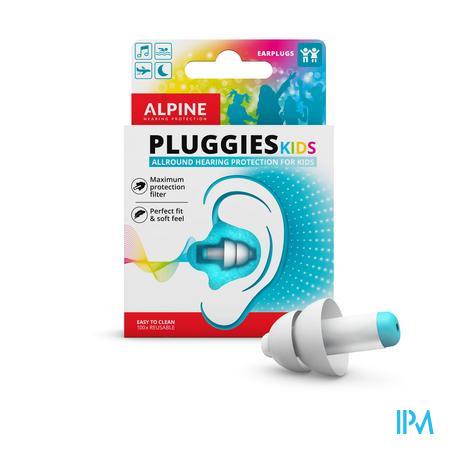 EARPLUGS
ALPINE
HEARING PROTECTION
PLUGGIES KIDS
ALLROUND HEARING PROTECTION FOR KIDS
Maximum
protection
filter
Perfect fit
& soft feel
EASY TO CLEAN
100x REUSABLE
IPM